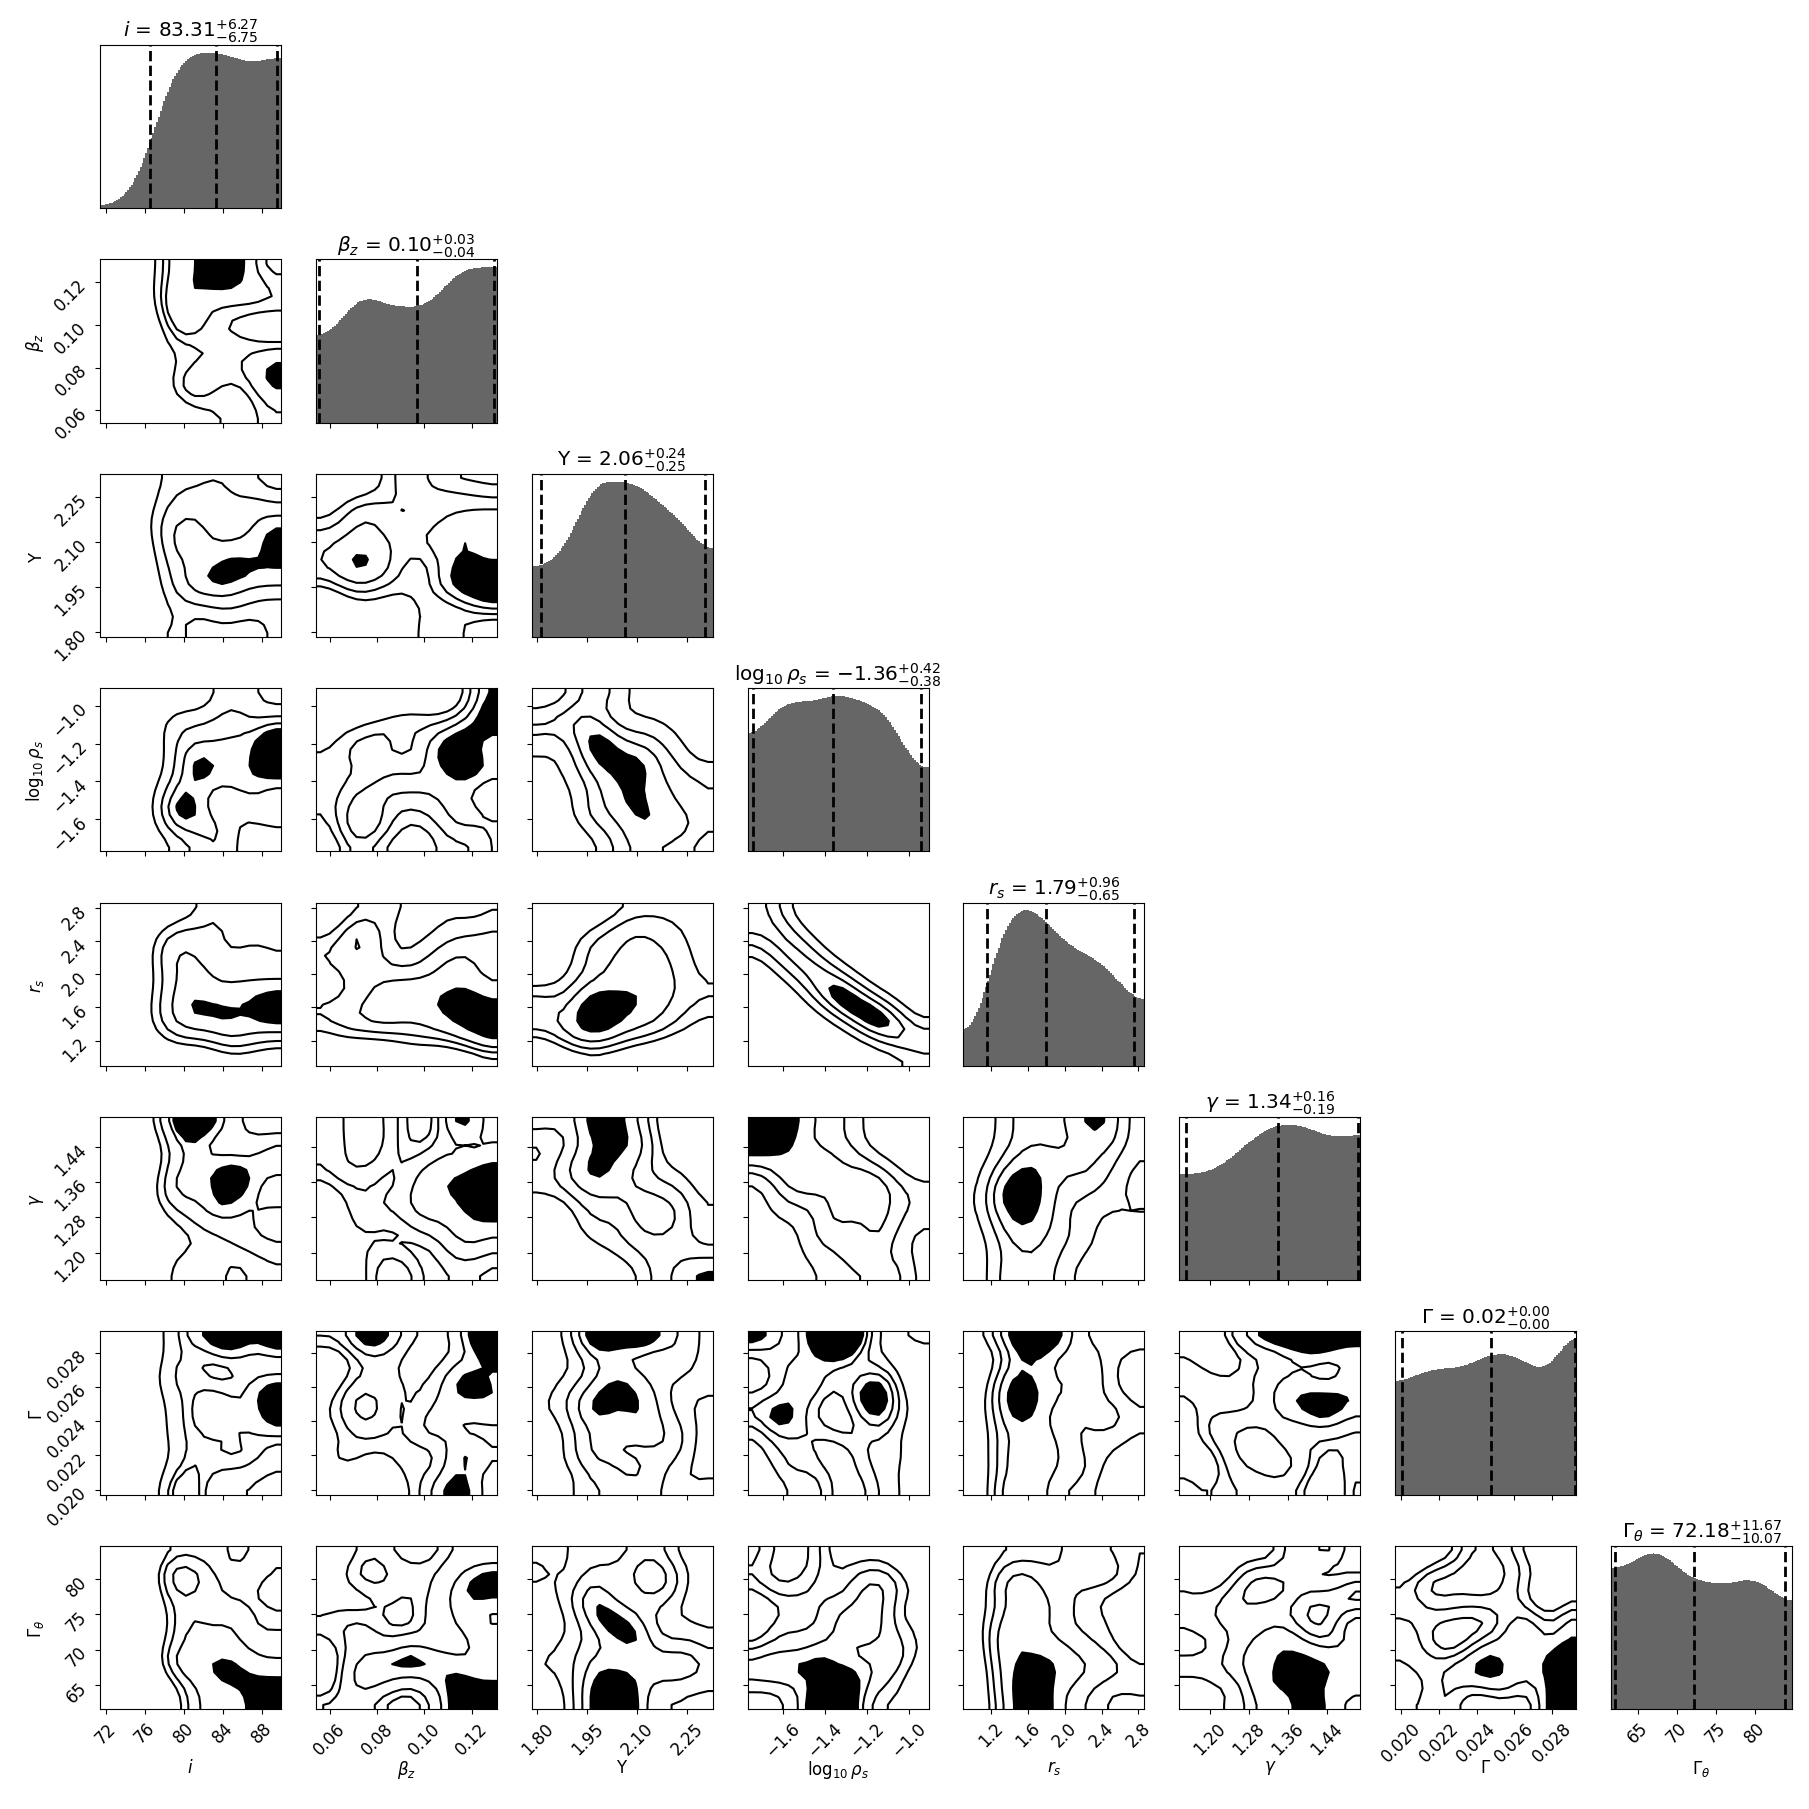 i = 83.31^{+6.27}_{−6.75}
β_z = 0.10^{+0.03}_{−0.04}
0.12
0.10
0.08
0.06
β_z
Υ = 2.06^{+0.24}_{−0.25}
2.25
2.10
1.95
1.80
Υ
log₁₀ ρ_s = −1.36^{+0.42}_{−0.38}
−1.0
−1.2
−1.4
−1.6
log₁₀ ρ_s
r_s = 1.79^{+0.96}_{−0.65}
2.8
2.4
2.0
1.6
1.2
r_s
γ = 1.34^{+0.16}_{−0.19}
1.44
1.36
1.28
1.20
γ
Γ = 0.02^{+0.00}_{−0.00}
0.028
0.026
0.024
0.022
0.020
Γ
Γ_θ = 72.18^{+11.67}_{−10.07}
80
75
70
65
Γ_θ
72 76 80 84 88 0.06 0.08 0.10 0.12 1.80 1.95 2.10 2.25 −1.6 −1.4 −1.2 −1.0 1.2 1.6 2.0 2.4 2.8 1.20 1.28 1.36 1.44 0.020 0.022 0.024 0.026 0.028 65 70 75 80
i β_z Υ log₁₀ ρ_s r_s γ Γ Γ_θ